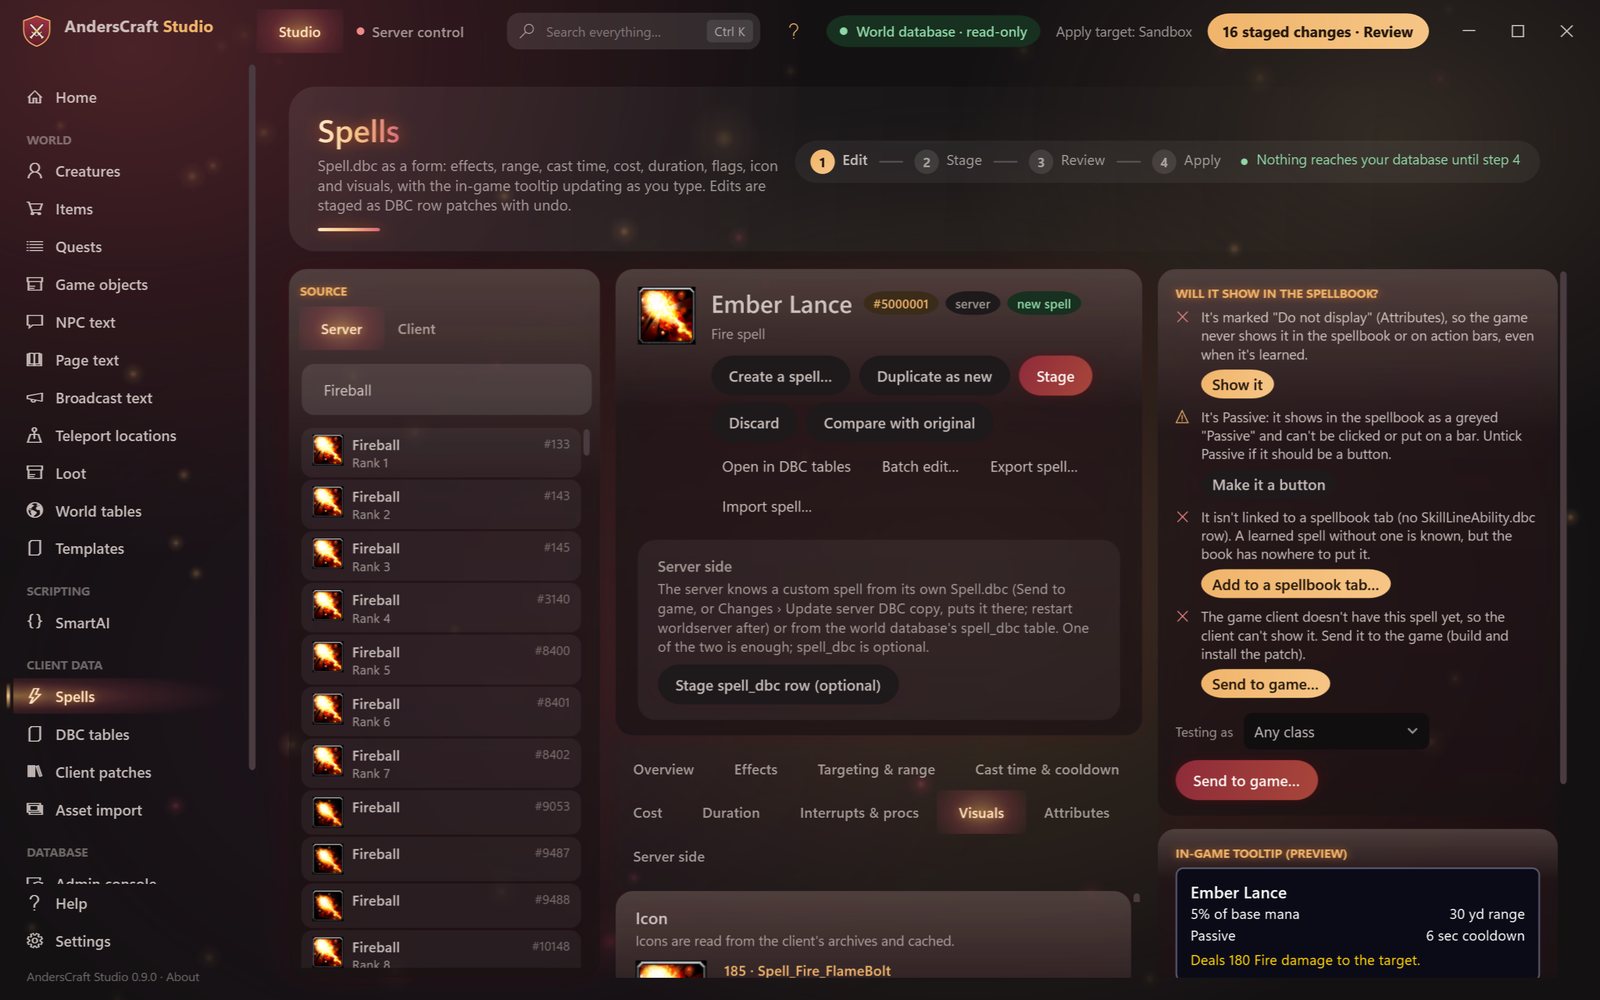 AndersCraft Studio
Studio
Server control
Search everything...
Ctrl K
?
World database · read-only
Apply target: Sandbox
16 staged changes · Review
Home
WORLD
Creatures
Items
Quests
Game objects
NPC text
Page text
Broadcast text
Teleport locations
Loot
World tables
Templates
SCRIPTING
SmartAI
CLIENT DATA
Spells
DBC tables
Client patches
Asset import
DATABASE
Admin console
? Help
Settings
AndersCraft Studio 0.9.0 · About
Spells
Spell.dbc as a form: effects, range, cast time, cost, duration, flags, icon
and visuals, with the in-game tooltip updating as you type. Edits are
staged as DBC row patches with undo.
1 Edit
2 Stage
3 Review
4 Apply
Nothing reaches your database until step 4
SOURCE
Server
Client
Fireball
Fireball #133
Rank 1
Fireball #143
Rank 2
Fireball #145
Rank 3
Fireball #3140
Rank 4
Fireball #8400
Rank 5
Fireball #8401
Rank 6
Fireball #8402
Rank 7
Fireball #9053
Fireball #9487
Fireball #9488
Fireball #10148
Rank 8
Ember Lance
#5000001
server
new spell
Fire spell
Create a spell...
Duplicate as new
Stage
Discard
Compare with original
Open in DBC tables
Batch edit...
Export spell...
Import spell...
Server side
The server knows a custom spell from its own Spell.dbc (Send to
game, or Changes › Update server DBC copy, puts it there; restart
worldserver after) or from the world database's spell_dbc table. One
of the two is enough; spell_dbc is optional.
Stage spell_dbc row (optional)
Overview
Effects
Targeting & range
Cast time & cooldown
Cost
Duration
Interrupts & procs
Visuals
Attributes
Server side
Icon
Icons are read from the client's archives and cached.
185 · Spell_Fire_FlameBolt
WILL IT SHOW IN THE SPELLBOOK?
It's marked "Do not display" (Attributes), so the game
never shows it in the spellbook or on action bars, even
when it's learned.
Show it
It's Passive: it shows in the spellbook as a greyed
"Passive" and can't be clicked or put on a bar. Untick
Passive if it should be a button.
Make it a button
It isn't linked to a spellbook tab (no SkillLineAbility.dbc
row). A learned spell without one is known, but the
book has nowhere to put it.
Add to a spellbook tab...
The game client doesn't have this spell yet, so the
client can't show it. Send it to the game (build and
install the patch).
Send to game...
Testing as
Any class
Send to game...
IN-GAME TOOLTIP (PREVIEW)
Ember Lance
5% of base mana
30 yd range
Passive
6 sec cooldown
Deals 180 Fire damage to the target.